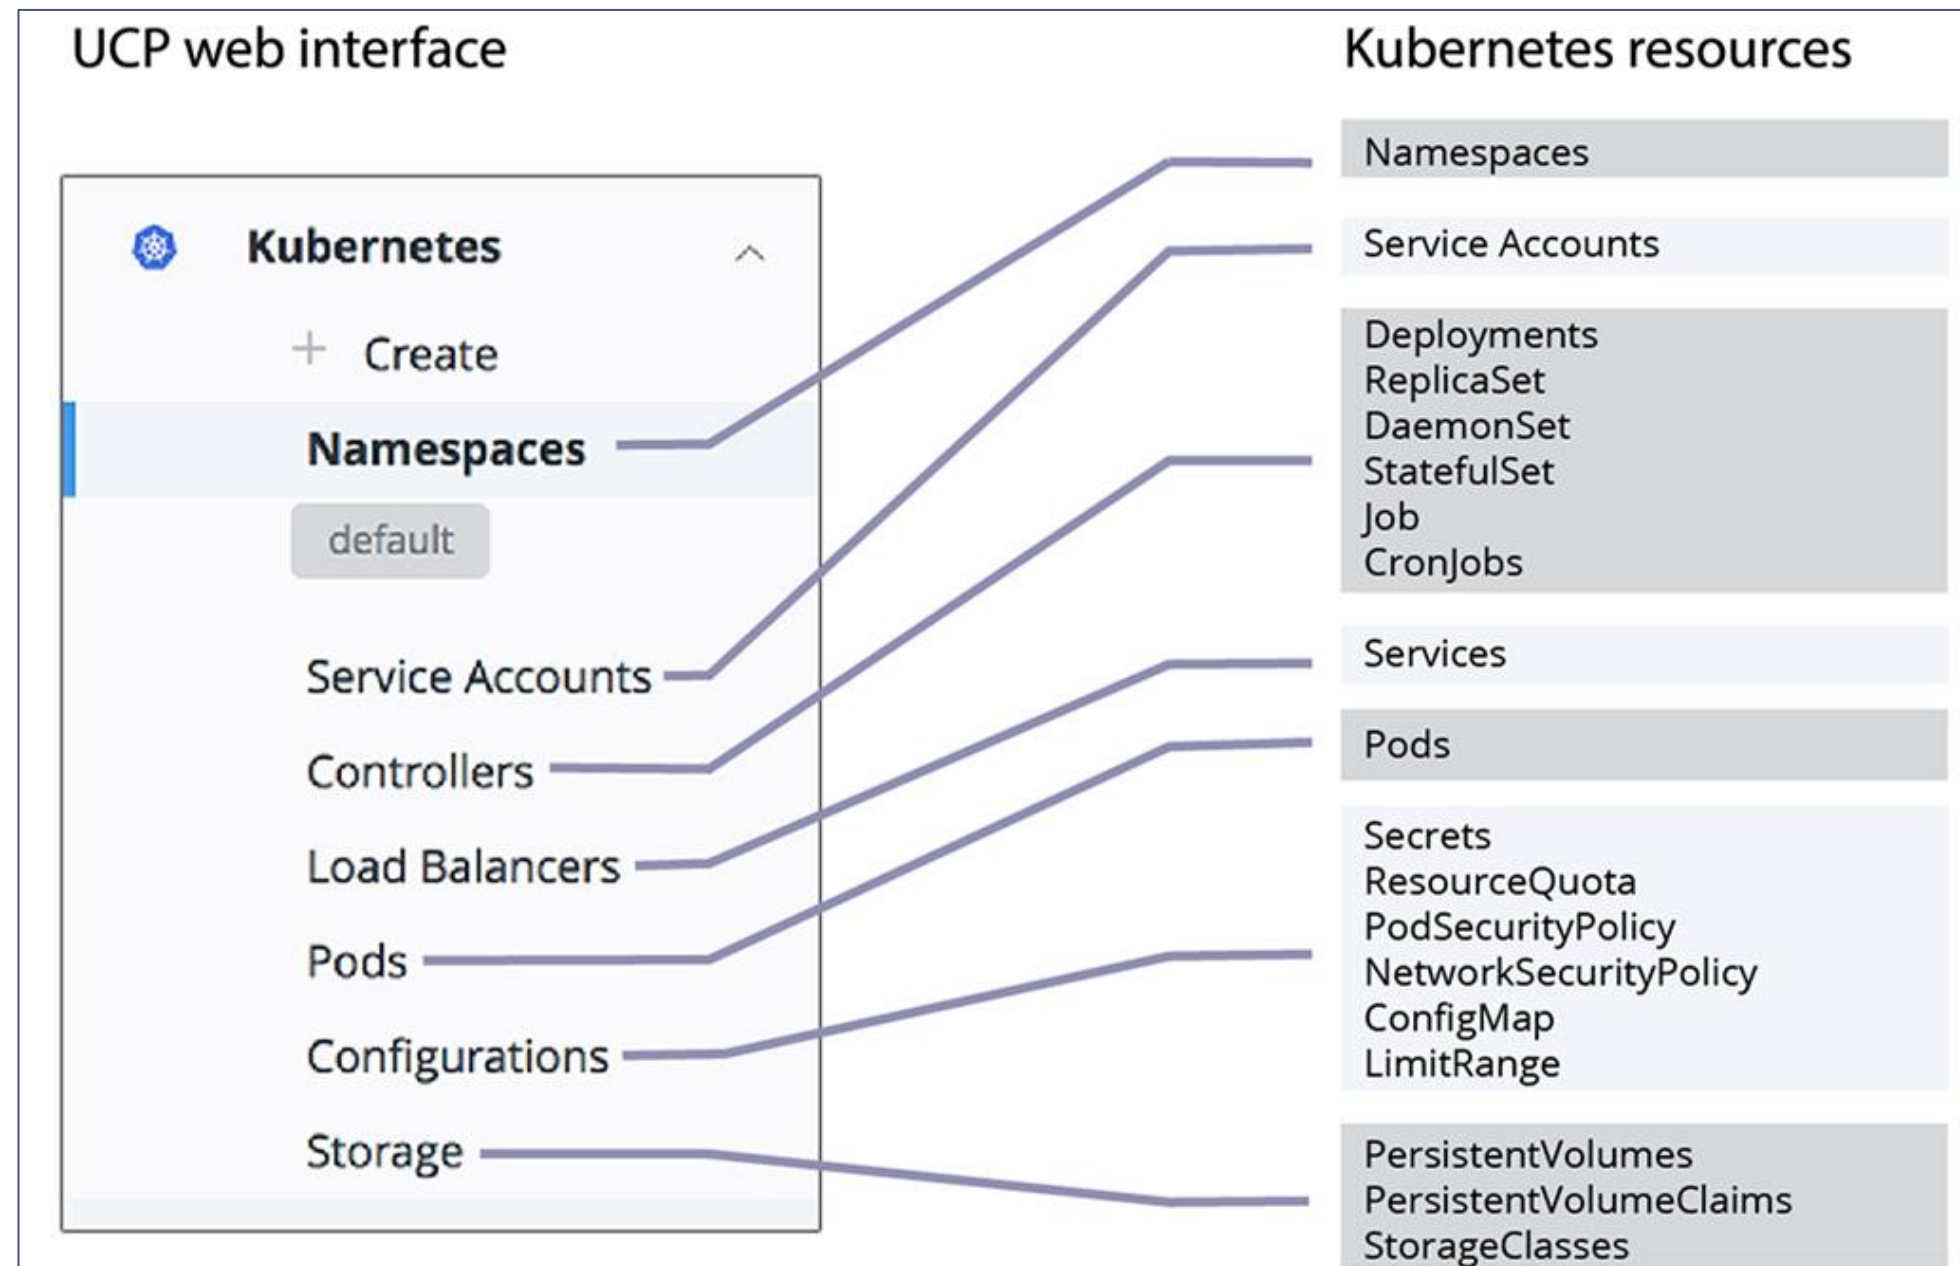 UCP web interface
Kubernetes resources
Kubernetes
Create
Namespaces
default
Service Accounts
Controllers
Load Balancers
Pods
Configurations
Storage
Namespaces
Service Accounts
Deployments
ReplicaSet
DaemonSet
StatefulSet
Job
CronJobs
Services
Pods
Secrets
ResourceQuota
PodSecurityPolicy
NetworkSecurityPolicy
ConfigMap
LimitRange
PersistentVolumes
PersistentVolumeClaims
StorageClasses